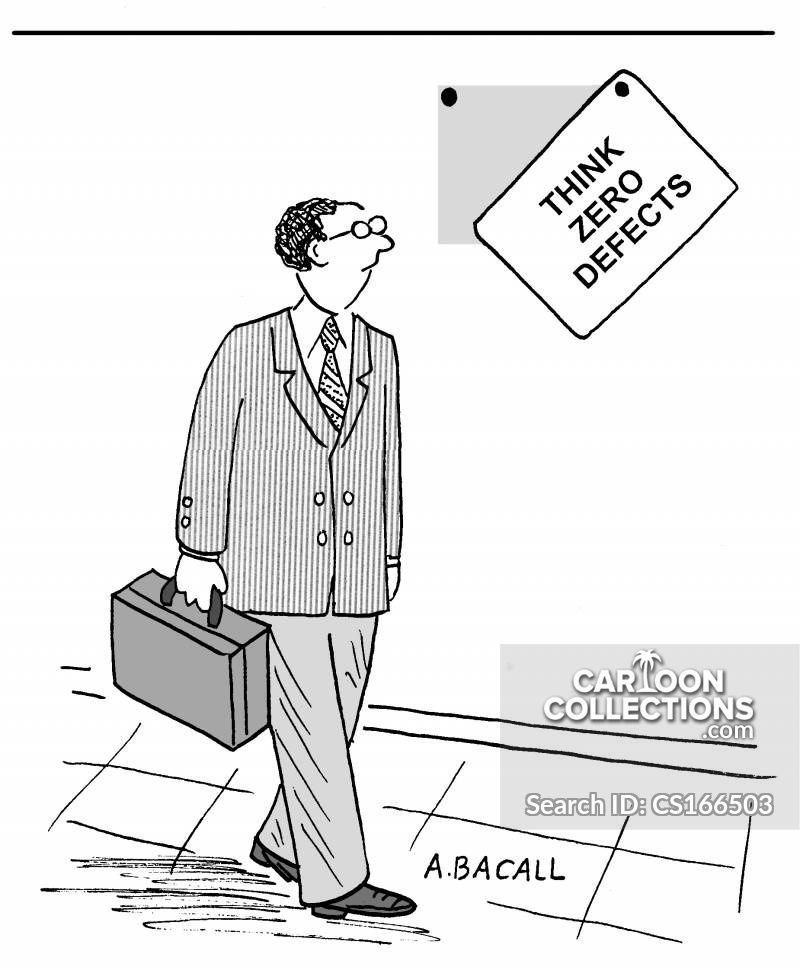 THINK
ZERO
DEFECTS
CARTOON
COLLECTIONS
.com
Search ID: CS166503
A.BACALL